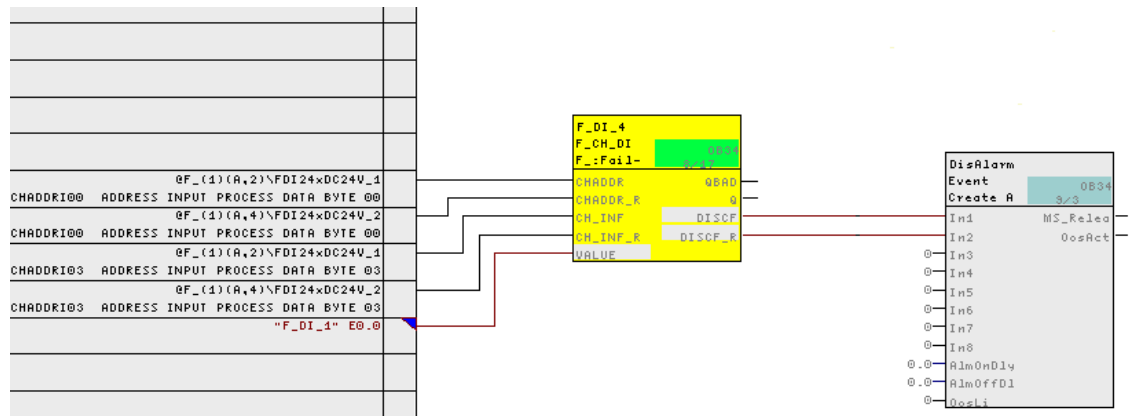 @F_(1)(A,2)\FDI24xDC24V_1
CHADDRI00 ADDRESS INPUT PROCESS DATA BYTE 00
@F_(1)(A,2)\FDI24xDC24V_2
CHADDRI00 ADDRESS INPUT PROCESS DATA BYTE 00
@F_(1)(A,2)\FDI24xDC24V_1
CHADDRI03 ADDRESS INPUT PROCESS DATA BYTE 03
@F_(1)(A,4)\FDI24xDC24V_2
CHADDRI03 ADDRESS INPUT PROCESS DATA BYTE 03
"F_DI_1" E0.0
F_DI_4
F_CH_DI OB34
F_:Fail- 8/17
CHADDR QBAD
CHADDR_R Q
CH_INF DISCF
CH_INF_R DISCF_R
VALUE
DisAlarm
Event OB34
Create A 9/3
In1 MS_Relea
In2 OosAct
0 In3
0 In4
0 In5
0 In6
0 In7
0 In8
0.0 AlmOnDly
0.0 AlmOffDl
0 OosLi